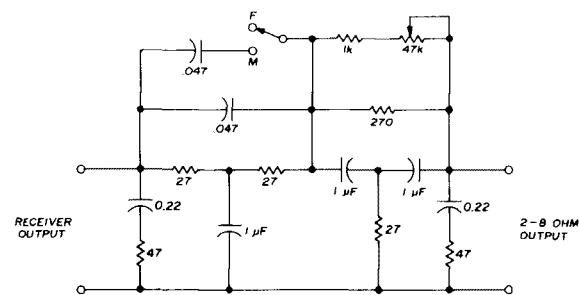 F
M
.047
1k
47k
.047
270
27
27
1 µF
1 µF
0.22
1 µF
27
0.22
47
47
RECEIVER
OUTPUT
2-8 OHM
OUTPUT